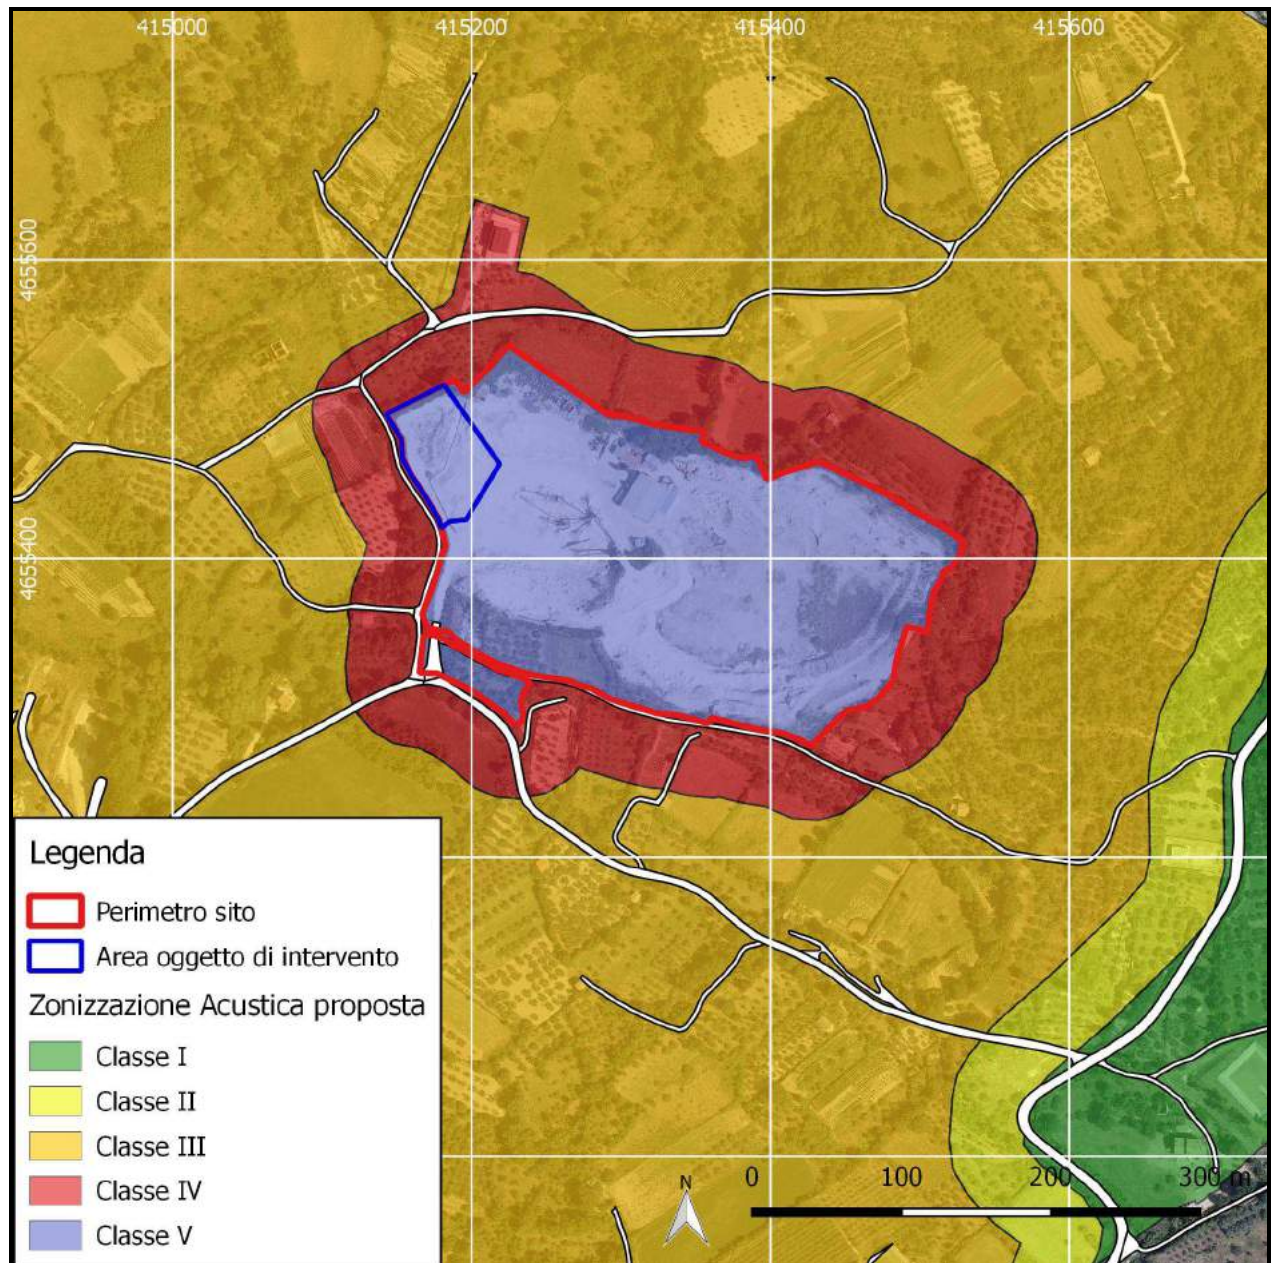 415000 415200 415400 415600
4655600
4655400
Legenda
Perimetro sito
Area oggetto di intervento
Zonizzazione Acustica proposta
Classe I
Classe II
Classe III
Classe IV
Classe V
N
0 100 200 300 m